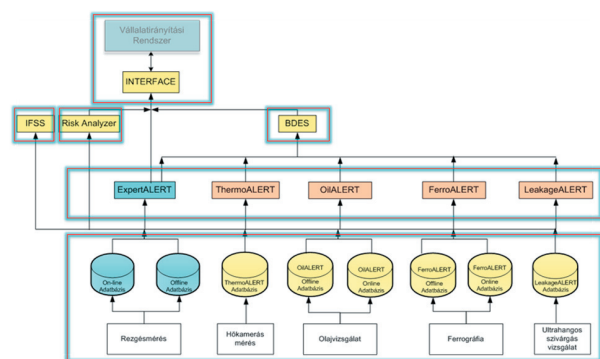 Vállalatirányítási
Rendszer
INTERFACE
IFSS
Risk Analyzer
BDES
ExpertALERT
ThermoALERT
OilALERT
FerroALERT
LeakageALERT
On-line
Adatbázis
Offline
Adatbázis
ThermoALERT
Adatbázis
OilALERT
Offline
Adatbázis
OilALERT
Online
Adatbázis
FerroALERT
Offline
Adatbázis
FerroALERT
Online
Adatbázis
LeakageALERT
Adatbázis
Rezgésmérés
Hőkamerás
mérés
Olajvizsgálat
Ferrográfia
Ultrahangos
szivárgás
vizsgálat